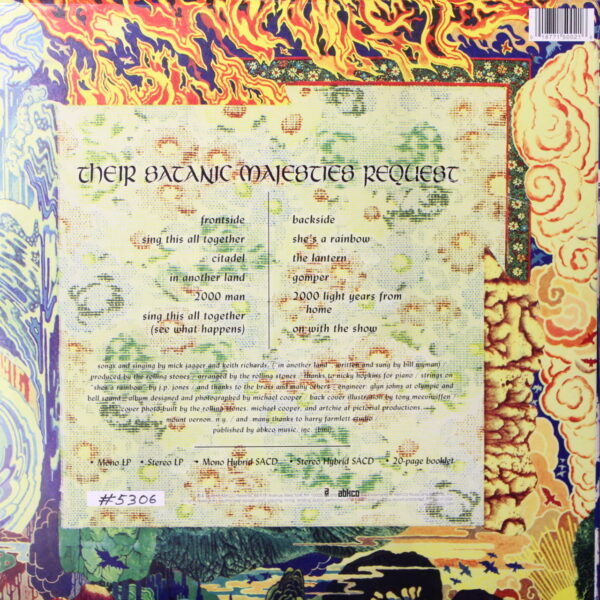 their satanic majesties request
frontside
sing this all together
citadel
in another land
2000 man
sing this all together
(see what happens)
backside
she's a rainbow
the lantern
gomper
2000 light years from
home
on with the show
songs and singing by mick jagger and keith richards. ( in another land written and sung by bill wyman)
produced by the rolling stones / arranged by the rolling stones thanks to nicky hopkins for piano / strings on
"she's a rainbow" by j.p. jones / and thanks to the brass and many others / engineer: glyn johns at olympic and
bell sound / album designed and photographed by michael cooper / back cover illustration by tony meeuwissen
cover photo built by the rolling stones, michael cooper, and artchie at pictorial productions
mount vernon, n.y. / and many thanks to harry farmlett studio
published by abkco music, inc. (bmi)
• Mono LP • Stereo LP • Mono Hybrid SACD • Stereo Hybrid SACD • 20-page booklet
#5306
abkco